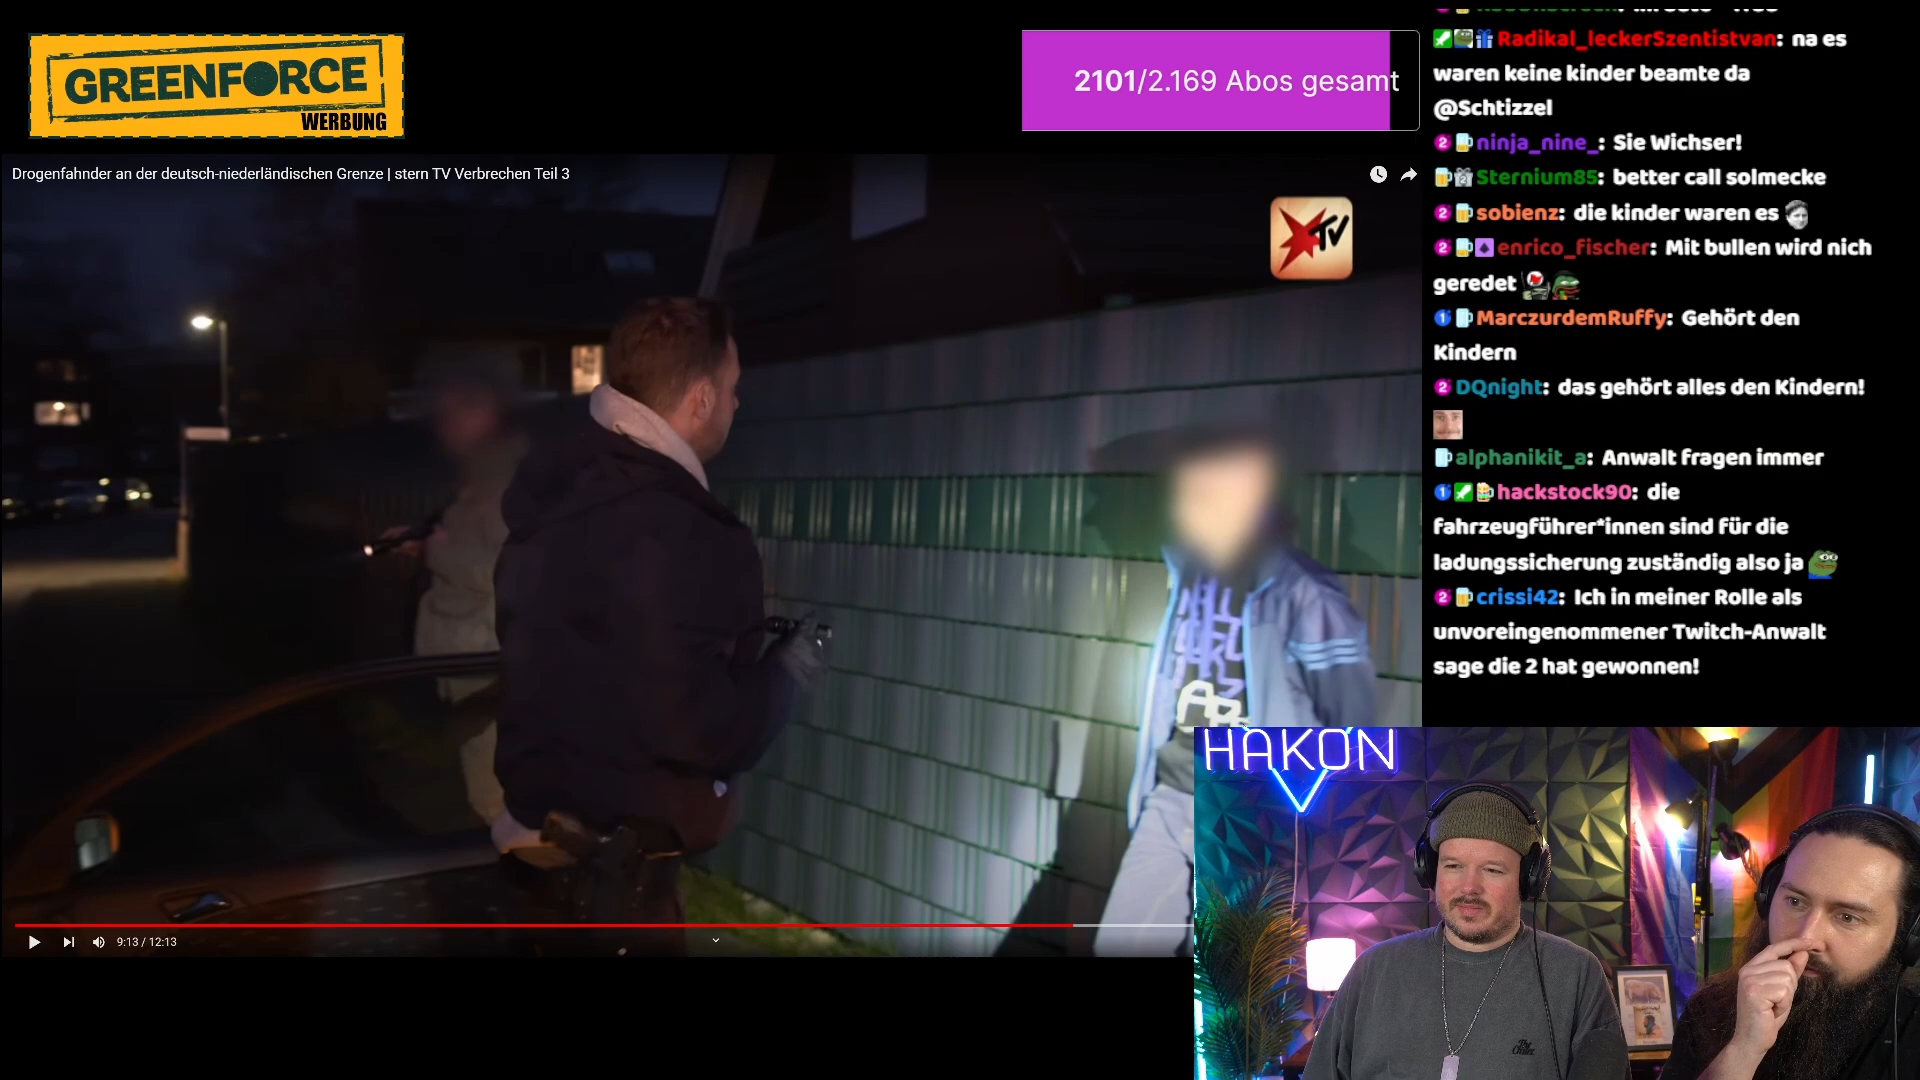 GREENFORCE
WERBUNG
2101/2.169 Abos gesamt
Drogenfahnder an der deutsch-niederländischen Grenze | stern TV Verbrechen Teil 3
TV
9:13 / 12:13
HAKON
Radikal_leckerSzentistvan: na es
waren keine kinder beamte da
@Schtizzel
ninja_nine_: Sie Wichser!
Sternium85: better call solmecke
sobienz: die kinder waren es
enrico_fischer: Mit bullen wird nich
geredet
MarczurdemRuffy: Gehört den
Kindern
DQnight: das gehört alles den Kindern!
alphanikit_a: Anwalt fragen immer
hackstock90: die
fahrzeugführer*innen sind für die
ladungssicherung zuständig also ja
crissi42: Ich in meiner Rolle als
unvoreingenommener Twitch-Anwalt
sage die 2 hat gewonnen!